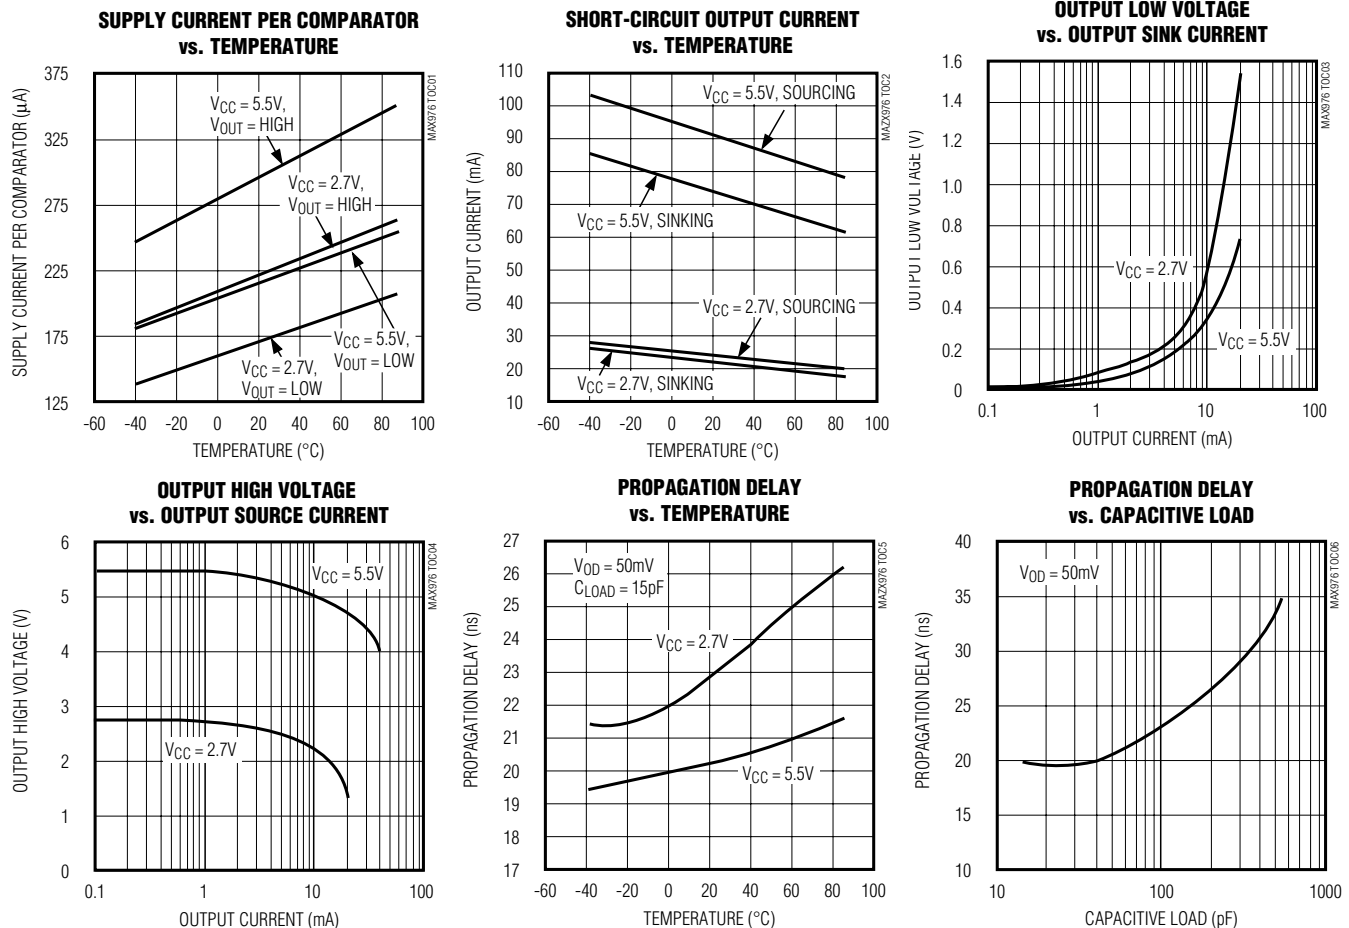 SUPPLY CURRENT PER COMPARATOR
vs. TEMPERATURE
SUPPLY CURRENT PER COMPARATOR (µA)
375
325
275
225
175
125
VCC = 5.5V,
VOUT = HIGH
VCC = 2.7V,
VOUT = HIGH
VCC = 5.5V,
VOUT = LOW
VCC = 2.7V,
VOUT = LOW
MAX976 TOC01
-60 -40 -20 0 20 40 60 80 100
TEMPERATURE (°C)
SHORT-CIRCUIT OUTPUT CURRENT
vs. TEMPERATURE
OUTPUT CURRENT (mA)
110
100
90
80
70
60
50
40
30
20
10
VCC = 5.5V, SOURCING
VCC = 5.5V, SINKING
VCC = 2.7V, SOURCING
VCC = 2.7V, SINKING
MAZX976 TOC2
-60 -40 -20 0 20 40 60 80 100
TEMPERATURE (°C)
OUTPUT LOW VOLTAGE
vs. OUTPUT SINK CURRENT
OUTPUT LOW VOLTAGE (V)
1.6
1.4
1.2
1.0
0.8
0.6
0.4
0.2
0
VCC = 2.7V
VCC = 5.5V
MAX976 TOC03
0.1 1 10 100
OUTPUT CURRENT (mA)
OUTPUT HIGH VOLTAGE
vs. OUTPUT SOURCE CURRENT
OUTPUT HIGH VOLTAGE (V)
6
5
4
3
2
1
0
VCC = 5.5V
VCC = 2.7V
MAX976 TOC04
0.1 1 10 100
OUTPUT CURRENT (mA)
PROPAGATION DELAY
vs. TEMPERATURE
PROPAGATION DELAY (ns)
27
26
25
24
23
22
21
20
19
18
17
VOD = 50mV
CLOAD = 15pF
VCC = 2.7V
VCC = 5.5V
MAZX976 TOC5
-60 -40 -20 0 20 40 60 80 100
TEMPERATURE (°C)
PROPAGATION DELAY
vs. CAPACITIVE LOAD
PROPAGATION DELAY (ns)
40
35
30
25
20
15
10
VOD = 50mV
MAX976 TOC06
10 100 1000
CAPACITIVE LOAD (pF)